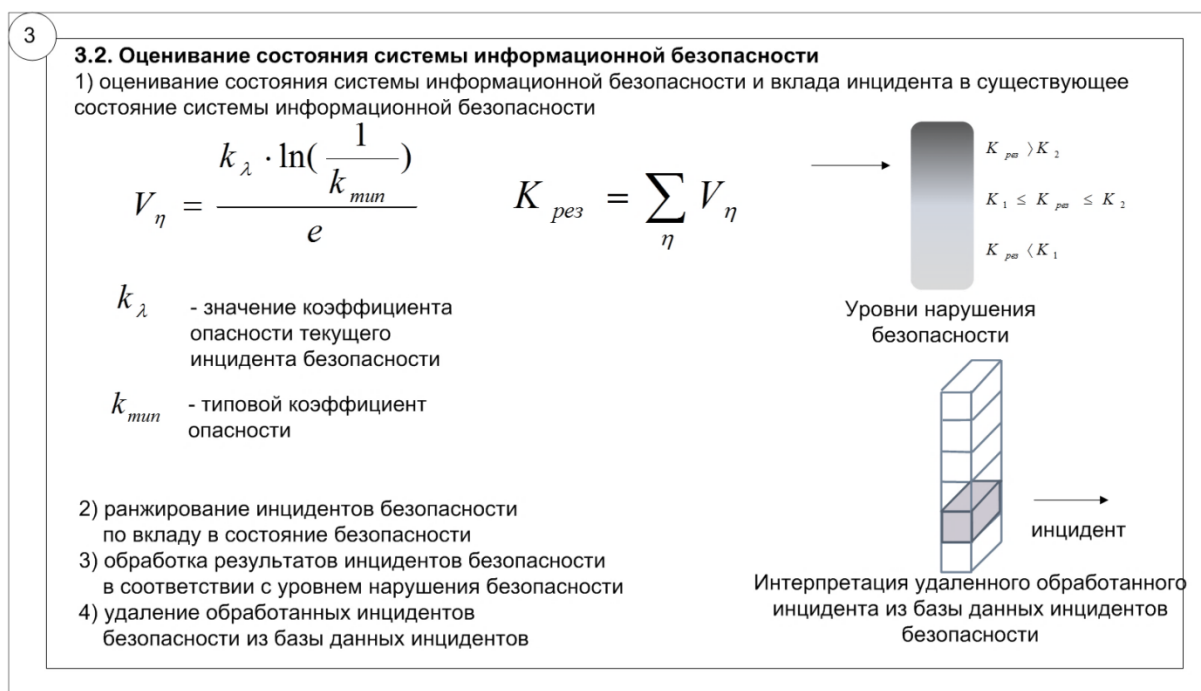 3
3.2. Оценивание состояния системы информационной безопасности
1) оценивание состояния системы информационной безопасности и вклада инцидента в существующее
состояние системы информационной безопасности
V_η = (k_λ · ln(1/k_тип))/e
K_рез = ∑_η V_η
K_рез 〉 K_2
K_1 ≤ K_рез ≤ K_2
K_рез 〈 K_1
Уровни нарушения
безопасности
k_λ - значение коэффициента
опасности текущего
инцидента безопасности
k_тип - типовой коэффициент
опасности
2) ранжирование инцидентов безопасности
по вкладу в состояние безопасности
3) обработка результатов инцидентов безопасности
в соответствии с уровнем нарушения безопасности
4) удаление обработанных инцидентов
безопасности из базы данных инцидентов
инцидент
Интерпретация удаленного обработанного
инцидента из базы данных инцидентов
безопасности